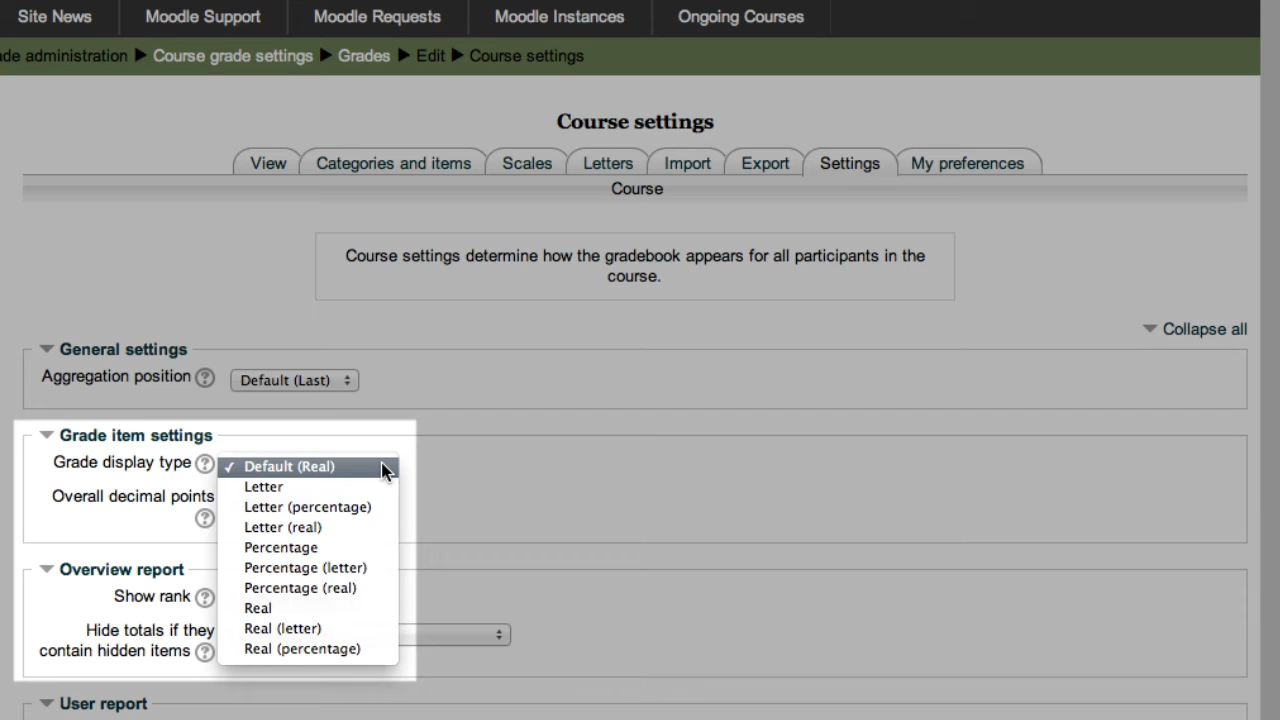 Site News Moodle Support Moodle Requests Moodle Instances Ongoing Courses
de administration ▶ Course grade settings ▶ Grades ▶ Edit ▶ Course settings
Course settings
View Categories and items Scales Letters Import Export Settings My preferences
Course
Course settings determine how the gradebook appears for all participants in the
course.
Collapse all
General settings
Aggregation position ? Default (Last)
Grade item settings
Grade display type ? ✓ Default (Real)
Letter
Overall decimal points
?
Letter (percentage)
Letter (real)
Percentage
Percentage (letter)
Overview report
Percentage (real)
Show rank ?
Real
Real (letter)
Hide totals if they
contain hidden items ?
Real (percentage)
User report